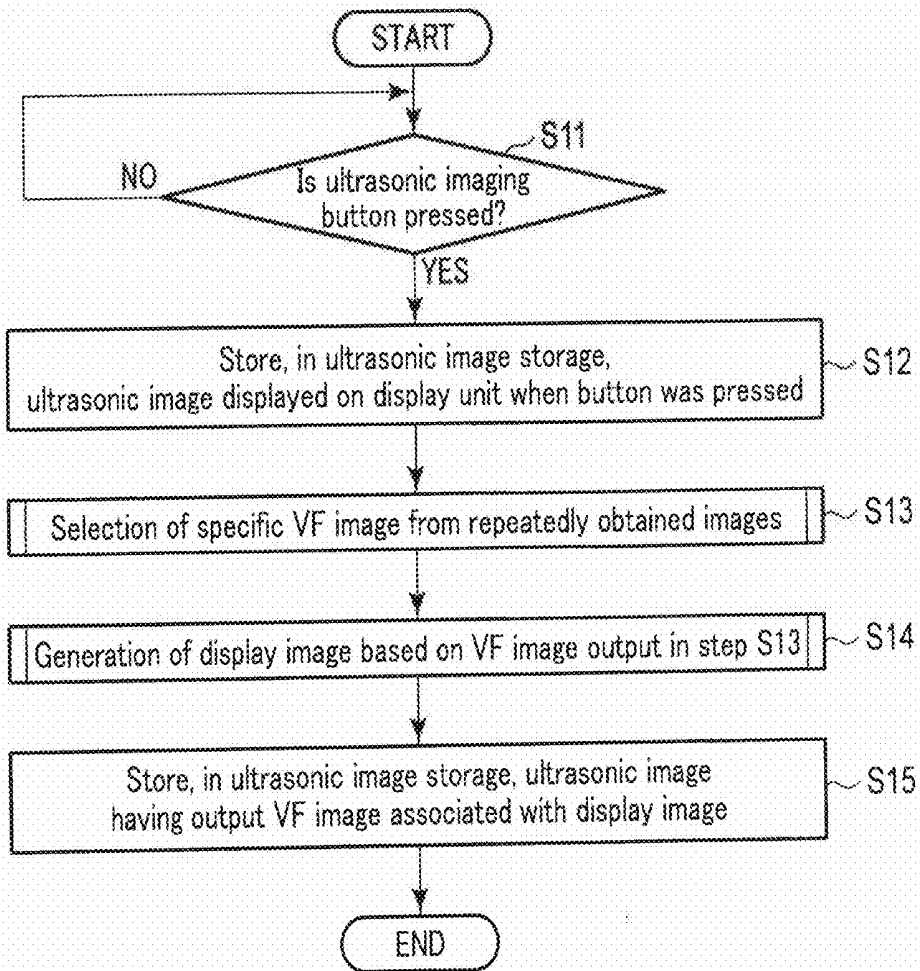 START
S11
NO
Is ultrasonic imaging
button pressed?
YES
Store, in ultrasonic image storage,
ultrasonic image displayed on display unit when button was pressed
S12
Selection of specific VF image from repeatedly obtained images
S13
Generation of display image based on VF image output in step S13
S14
Store, in ultrasonic image storage, ultrasonic image
having output VF image associated with display image
S15
END